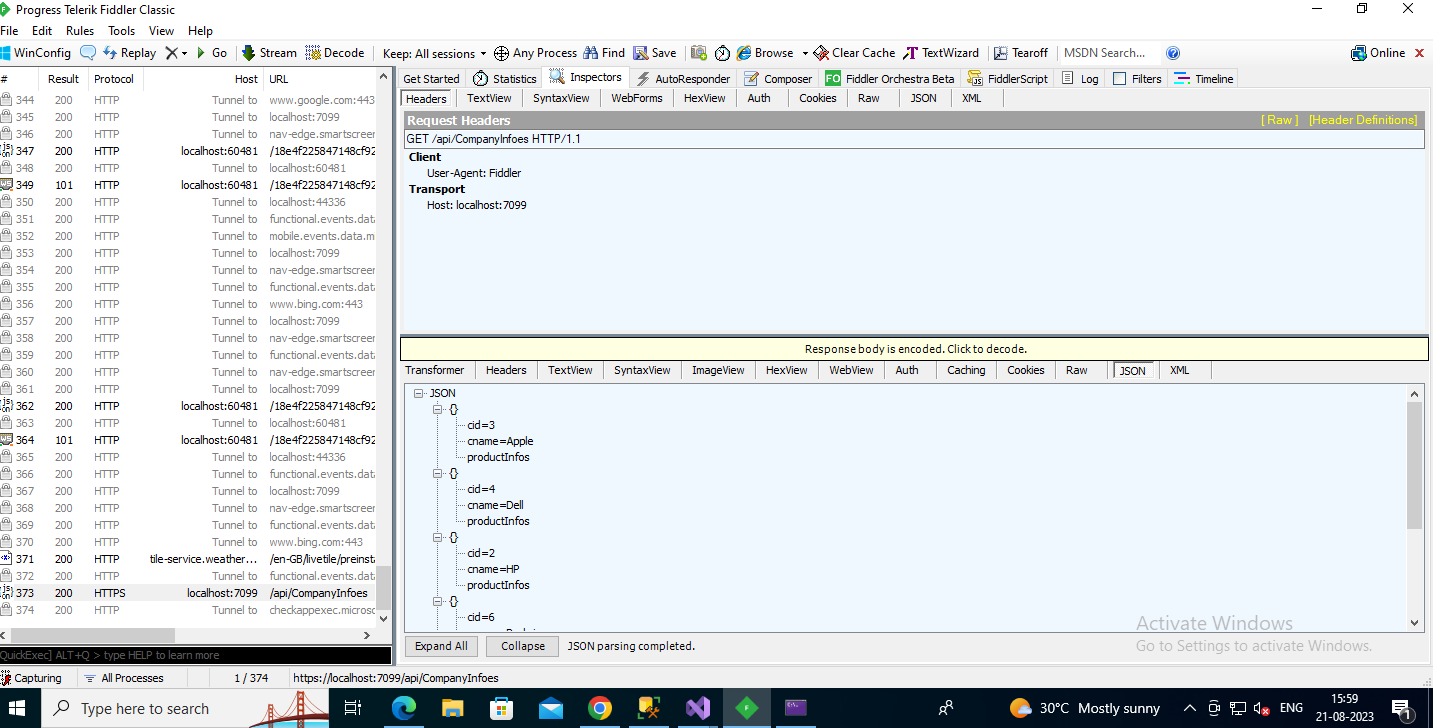 Progress Telerik Fiddler Classic
File Edit Rules Tools View Help
WinConfig Replay Go Stream Decode Keep: All sessions Any Process Find Save Browse Clear Cache TextWizard Tearoff MSDN Search... Online
# Result Protocol Host URL
344 200 HTTP Tunnel to www.google.com:443
345 200 HTTP Tunnel to localhost:7099
346 200 HTTP Tunnel to nav-edge.smartscreen
347 200 HTTP localhost:60481 /18e4f225847148cf92
348 200 HTTP Tunnel to localhost:60481
349 101 HTTP localhost:60481 /18e4f225847148cf92
350 200 HTTP Tunnel to localhost:44336
351 200 HTTP Tunnel to functional.events.data
352 200 HTTP Tunnel to mobile.events.data.m
353 200 HTTP Tunnel to localhost:7099
354 200 HTTP Tunnel to nav-edge.smartscreen
355 200 HTTP Tunnel to functional.events.data
356 200 HTTP Tunnel to www.bing.com:443
357 200 HTTP Tunnel to localhost:7099
358 200 HTTP Tunnel to nav-edge.smartscreen
359 200 HTTP Tunnel to functional.events.data
360 200 HTTP Tunnel to nav-edge.smartscreen
361 200 HTTP Tunnel to localhost:7099
362 200 HTTP localhost:60481 /18e4f225847148cf92
363 200 HTTP Tunnel to localhost:60481
364 101 HTTP localhost:60481 /18e4f225847148cf92
365 200 HTTP Tunnel to localhost:44336
366 200 HTTP Tunnel to functional.events.data
367 200 HTTP Tunnel to localhost:7099
368 200 HTTP Tunnel to nav-edge.smartscreen
369 200 HTTP Tunnel to functional.events.data
370 200 HTTP Tunnel to www.bing.com:443
371 200 HTTP tile-service.weather... /en-GB/livetile/preinsta
372 200 HTTP Tunnel to functional.events.data
373 200 HTTPS localhost:7099 /api/CompanyInfoes
374 200 HTTP Tunnel to checkappexec.microsc
QuickExec] ALT+Q > type HELP to learn more
Get Started Statistics Inspectors AutoResponder Composer FO Fiddler Orchestra Beta FiddlerScript Log Filters Timeline
Headers TextView SyntaxView WebForms HexView Auth Cookies Raw JSON XML
Request Headers [ Raw ] [Header Definitions]
GET /api/CompanyInfoes HTTP/1.1
Client
User-Agent: Fiddler
Transport
Host: localhost:7099
Response body is encoded. Click to decode.
Transformer Headers TextView SyntaxView ImageView HexView WebView Auth Caching Cookies Raw JSON XML
JSON
{}
cid=3
cname=Apple
productInfos
{}
cid=4
cname=Dell
productInfos
{}
cid=2
cname=HP
productInfos
{}
cid=6
Expand All Collapse JSON parsing completed.
Activate Windows
Go to Settings to activate Windows.
Capturing All Processes 1 / 374 https://localhost:7099/api/CompanyInfoes
Type here to search 30°C Mostly sunny ENG 15:59
21-08-2023 1